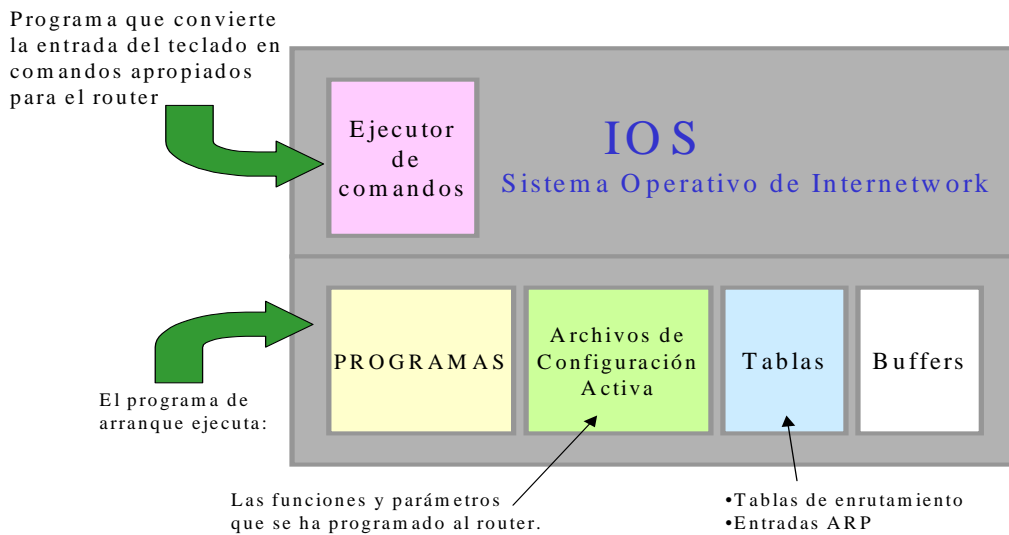 Programa que convierte
la entrada del teclado en
comandos apropiados
para el router
Ejecutor
de
comandos
IOS
Sistema Operativo de Internetwork
PROGRAMAS
Archivos de
Configuración
Activa
Tablas
Buffers
El programa de
arranque ejecuta:
Las funciones y parámetros
que se ha programado al router.
•Tablas de enrutamiento
•Entradas ARP